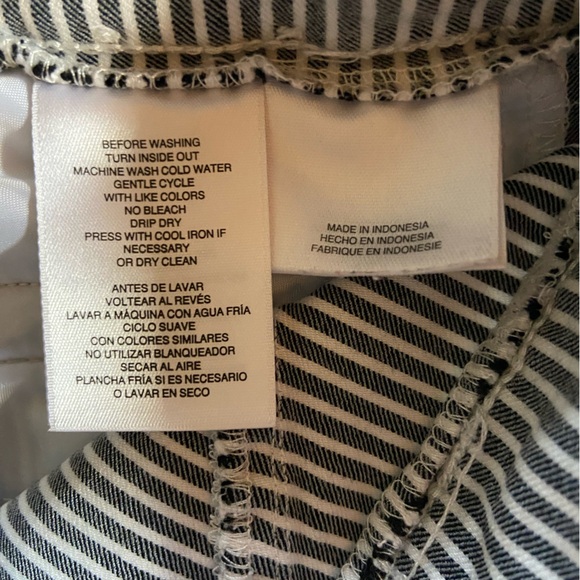 BEFORE WASHING
TURN INSIDE OUT
MACHINE WASH COLD WATER
GENTLE CYCLE
WITH LIKE COLORS
NO BLEACH
DRIP DRY
PRESS WITH COOL IRON IF
NECESSARY
OR DRY CLEAN
ANTES DE LAVAR
VOLTEAR AL REVÉS
LAVAR A MÁQUINA CON AGUA FRÍA
CICLO SUAVE
CON COLORES SIMILARES
NO UTILIZAR BLANQUEADOR
SECAR AL AIRE
PLANCHA FRÍA SI ES NECESARIO
O LAVAR EN SECO
MADE IN INDONESIA
HECHO EN INDONESIA
FABRIQUE EN INDONESIE